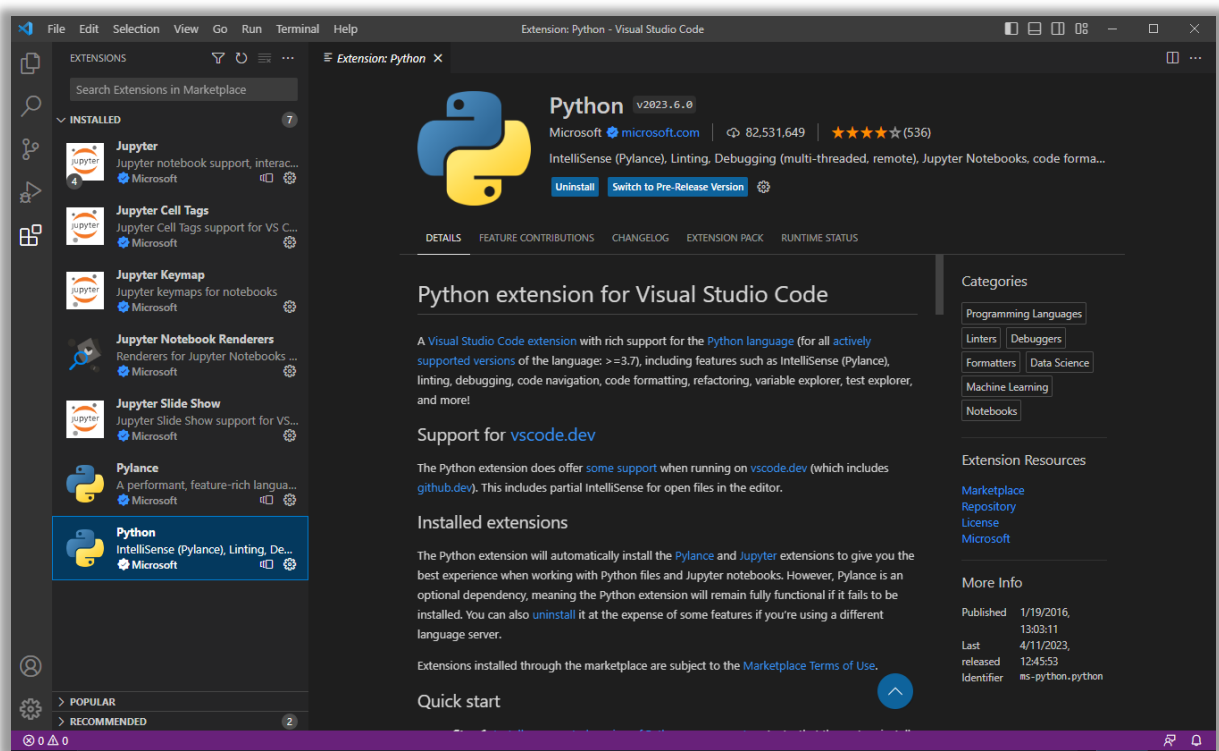 File Edit Selection View Go Run Terminal Help
Extension: Python - Visual Studio Code
EXTENSIONS
Search Extensions in Marketplace
INSTALLED 7
Jupyter
Jupyter notebook support, interac...
Microsoft
4
Jupyter Cell Tags
Jupyter Cell Tags support for VS C...
Microsoft
Jupyter Keymap
Jupyter keymaps for notebooks
Microsoft
Jupyter Notebook Renderers
Renderers for Jupyter Notebooks ...
Microsoft
Jupyter Slide Show
Jupyter Slide Show support for VS...
Microsoft
Pylance
A performant, feature-rich langua...
Microsoft
Python
IntelliSense (Pylance), Linting, De...
Microsoft
POPULAR
RECOMMENDED 2
Extension: Python
Python v2023.6.0
Microsoft microsoft.com 82,531,649 (536)
IntelliSense (Pylance), Linting, Debugging (multi-threaded, remote), Jupyter Notebooks, code forma...
Uninstall Switch to Pre-Release Version
DETAILS FEATURE CONTRIBUTIONS CHANGELOG EXTENSION PACK RUNTIME STATUS
Python extension for Visual Studio Code
A Visual Studio Code extension with rich support for the Python language (for all actively
supported versions of the language: >=3.7), including features such as IntelliSense (Pylance),
linting, debugging, code navigation, code formatting, refactoring, variable explorer, test explorer,
and more!
Support for vscode.dev
The Python extension does offer some support when running on vscode.dev (which includes
github.dev). This includes partial IntelliSense for open files in the editor.
Installed extensions
The Python extension will automatically install the Pylance and Jupyter extensions to give you the
best experience when working with Python files and Jupyter notebooks. However, Pylance is an
optional dependency, meaning the Python extension will remain fully functional if it fails to be
installed. You can also uninstall it at the expense of some features if you're using a different
language server.
Extensions installed through the marketplace are subject to the Marketplace Terms of Use.
Quick start
Categories
Programming Languages
Linters Debuggers
Formatters Data Science
Machine Learning
Notebooks
Extension Resources
Marketplace
Repository
License
Microsoft
More Info
Published 1/19/2016,
13:03:11
Last 4/11/2023,
released 12:45:53
Identifier ms-python.python
0 0